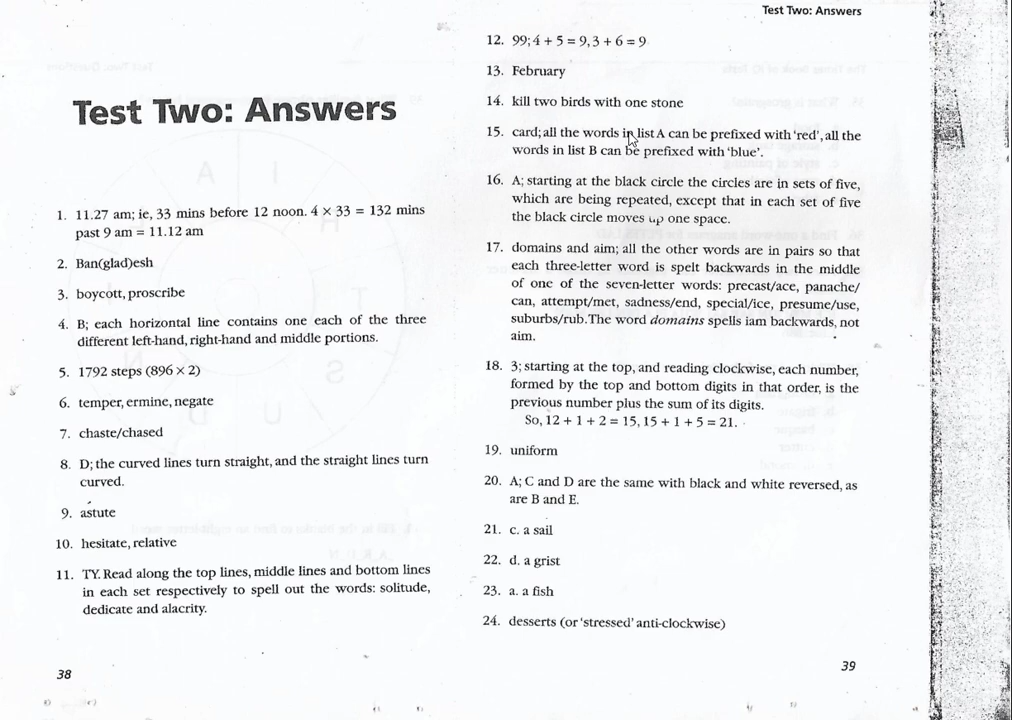 Test Two: Answers
1. 11.27 am; ie, 33 mins before 12 noon. 4 × 33 = 132 mins
past 9 am = 11.12 am
2. Ban(glad)esh
3. boycott, proscribe
4. B; each horizontal line contains one each of the three
different left-hand, right-hand and middle portions.
5. 1792 steps (896 × 2)
6. temper, ermine, negate
7. chaste/chased
8. D; the curved lines turn straight, and the straight lines turn
curved.
9. astute
10. hesitate, relative
11. TY. Read along the top lines, middle lines and bottom lines
in each set respectively to spell out the words: solitude,
dedicate and alacrity.
38
Test Two: Answers
12. 99; 4 + 5 = 9, 3 + 6 = 9
13. February
14. kill two birds with one stone
15. card; all the words in list A can be prefixed with 'red', all the
words in list B can be prefixed with 'blue'.
16. A; starting at the black circle the circles are in sets of five,
which are being repeated, except that in each set of five
the black circle moves up one space.
17. domains and aim; all the other words are in pairs so that
each three-letter word is spelt backwards in the middle
of one of the seven-letter words: precast/ace, panache/
can, attempt/met, sadness/end, special/ice, presume/use,
suburbs/rub. The word domains spells iam backwards, not
aim.
18. 3; starting at the top, and reading clockwise, each number,
formed by the top and bottom digits in that order, is the
previous number plus the sum of its digits.
So, 12 + 1 + 2 = 15, 15 + 1 + 5 = 21.
19. uniform
20. A; C and D are the same with black and white reversed, as
are B and E.
21. c. a sail
22. d. a grist
23. a. a fish
24. desserts (or 'stressed' anti-clockwise)
39